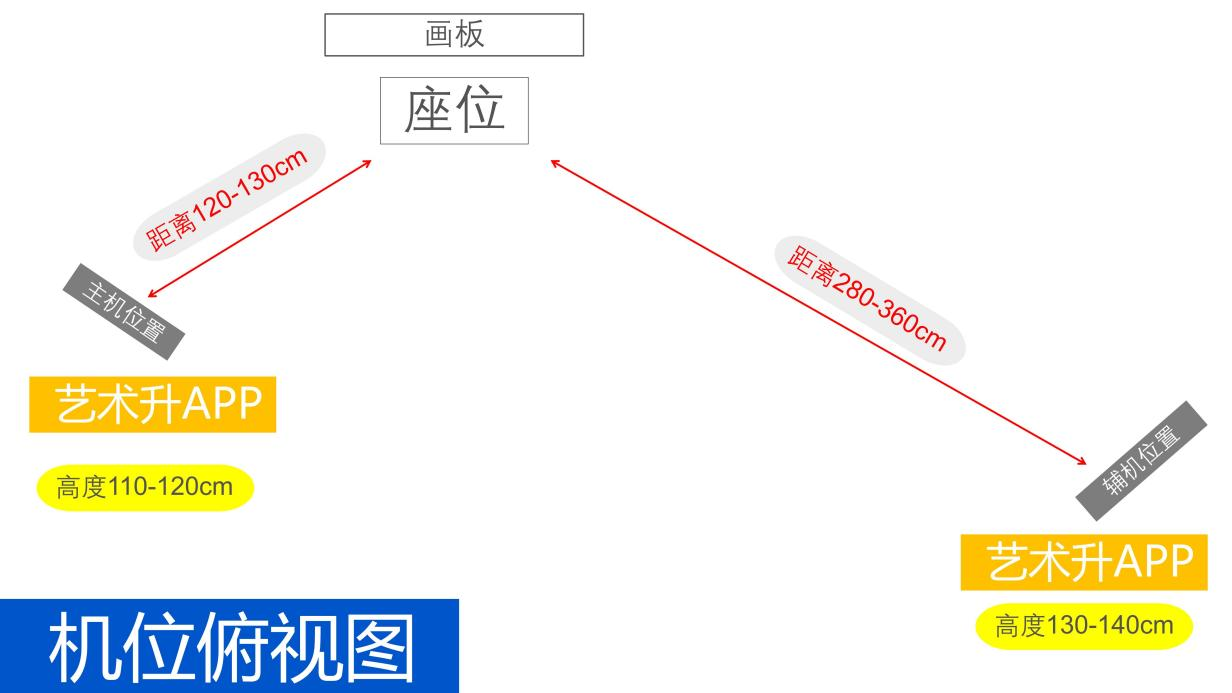 画板
座位
距离120-130cm
距离280-360cm
主机位置
艺术升APP
高度110-120cm
辅机位置
艺术升APP
高度130-140cm
机位俯视图